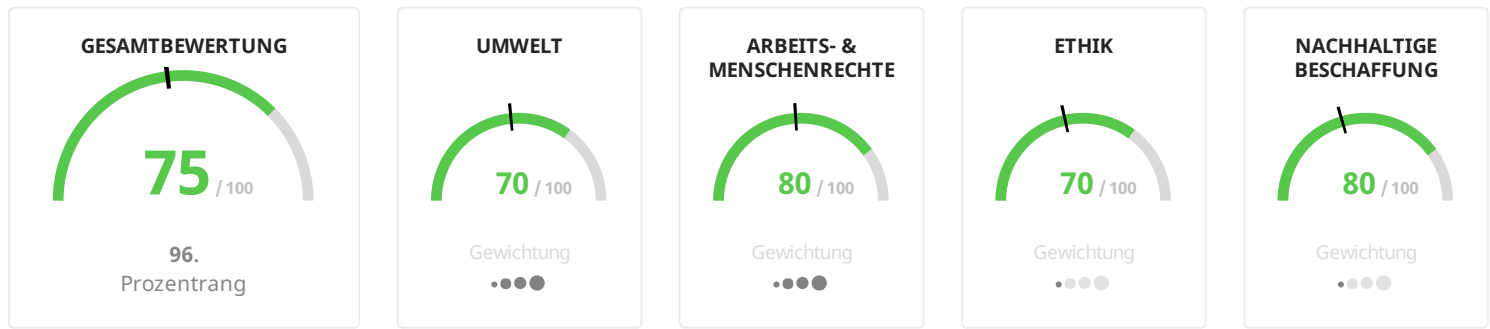 GESAMTBEWERTUNG
75 / 100
96.
Prozentrang
UMWELT
70 / 100
Gewichtung
ARBEITS- &
MENSCHENRECHTE
80 / 100
Gewichtung
ETHIK
70 / 100
Gewichtung
NACHHALTIGE
BESCHAFFUNG
80 / 100
Gewichtung